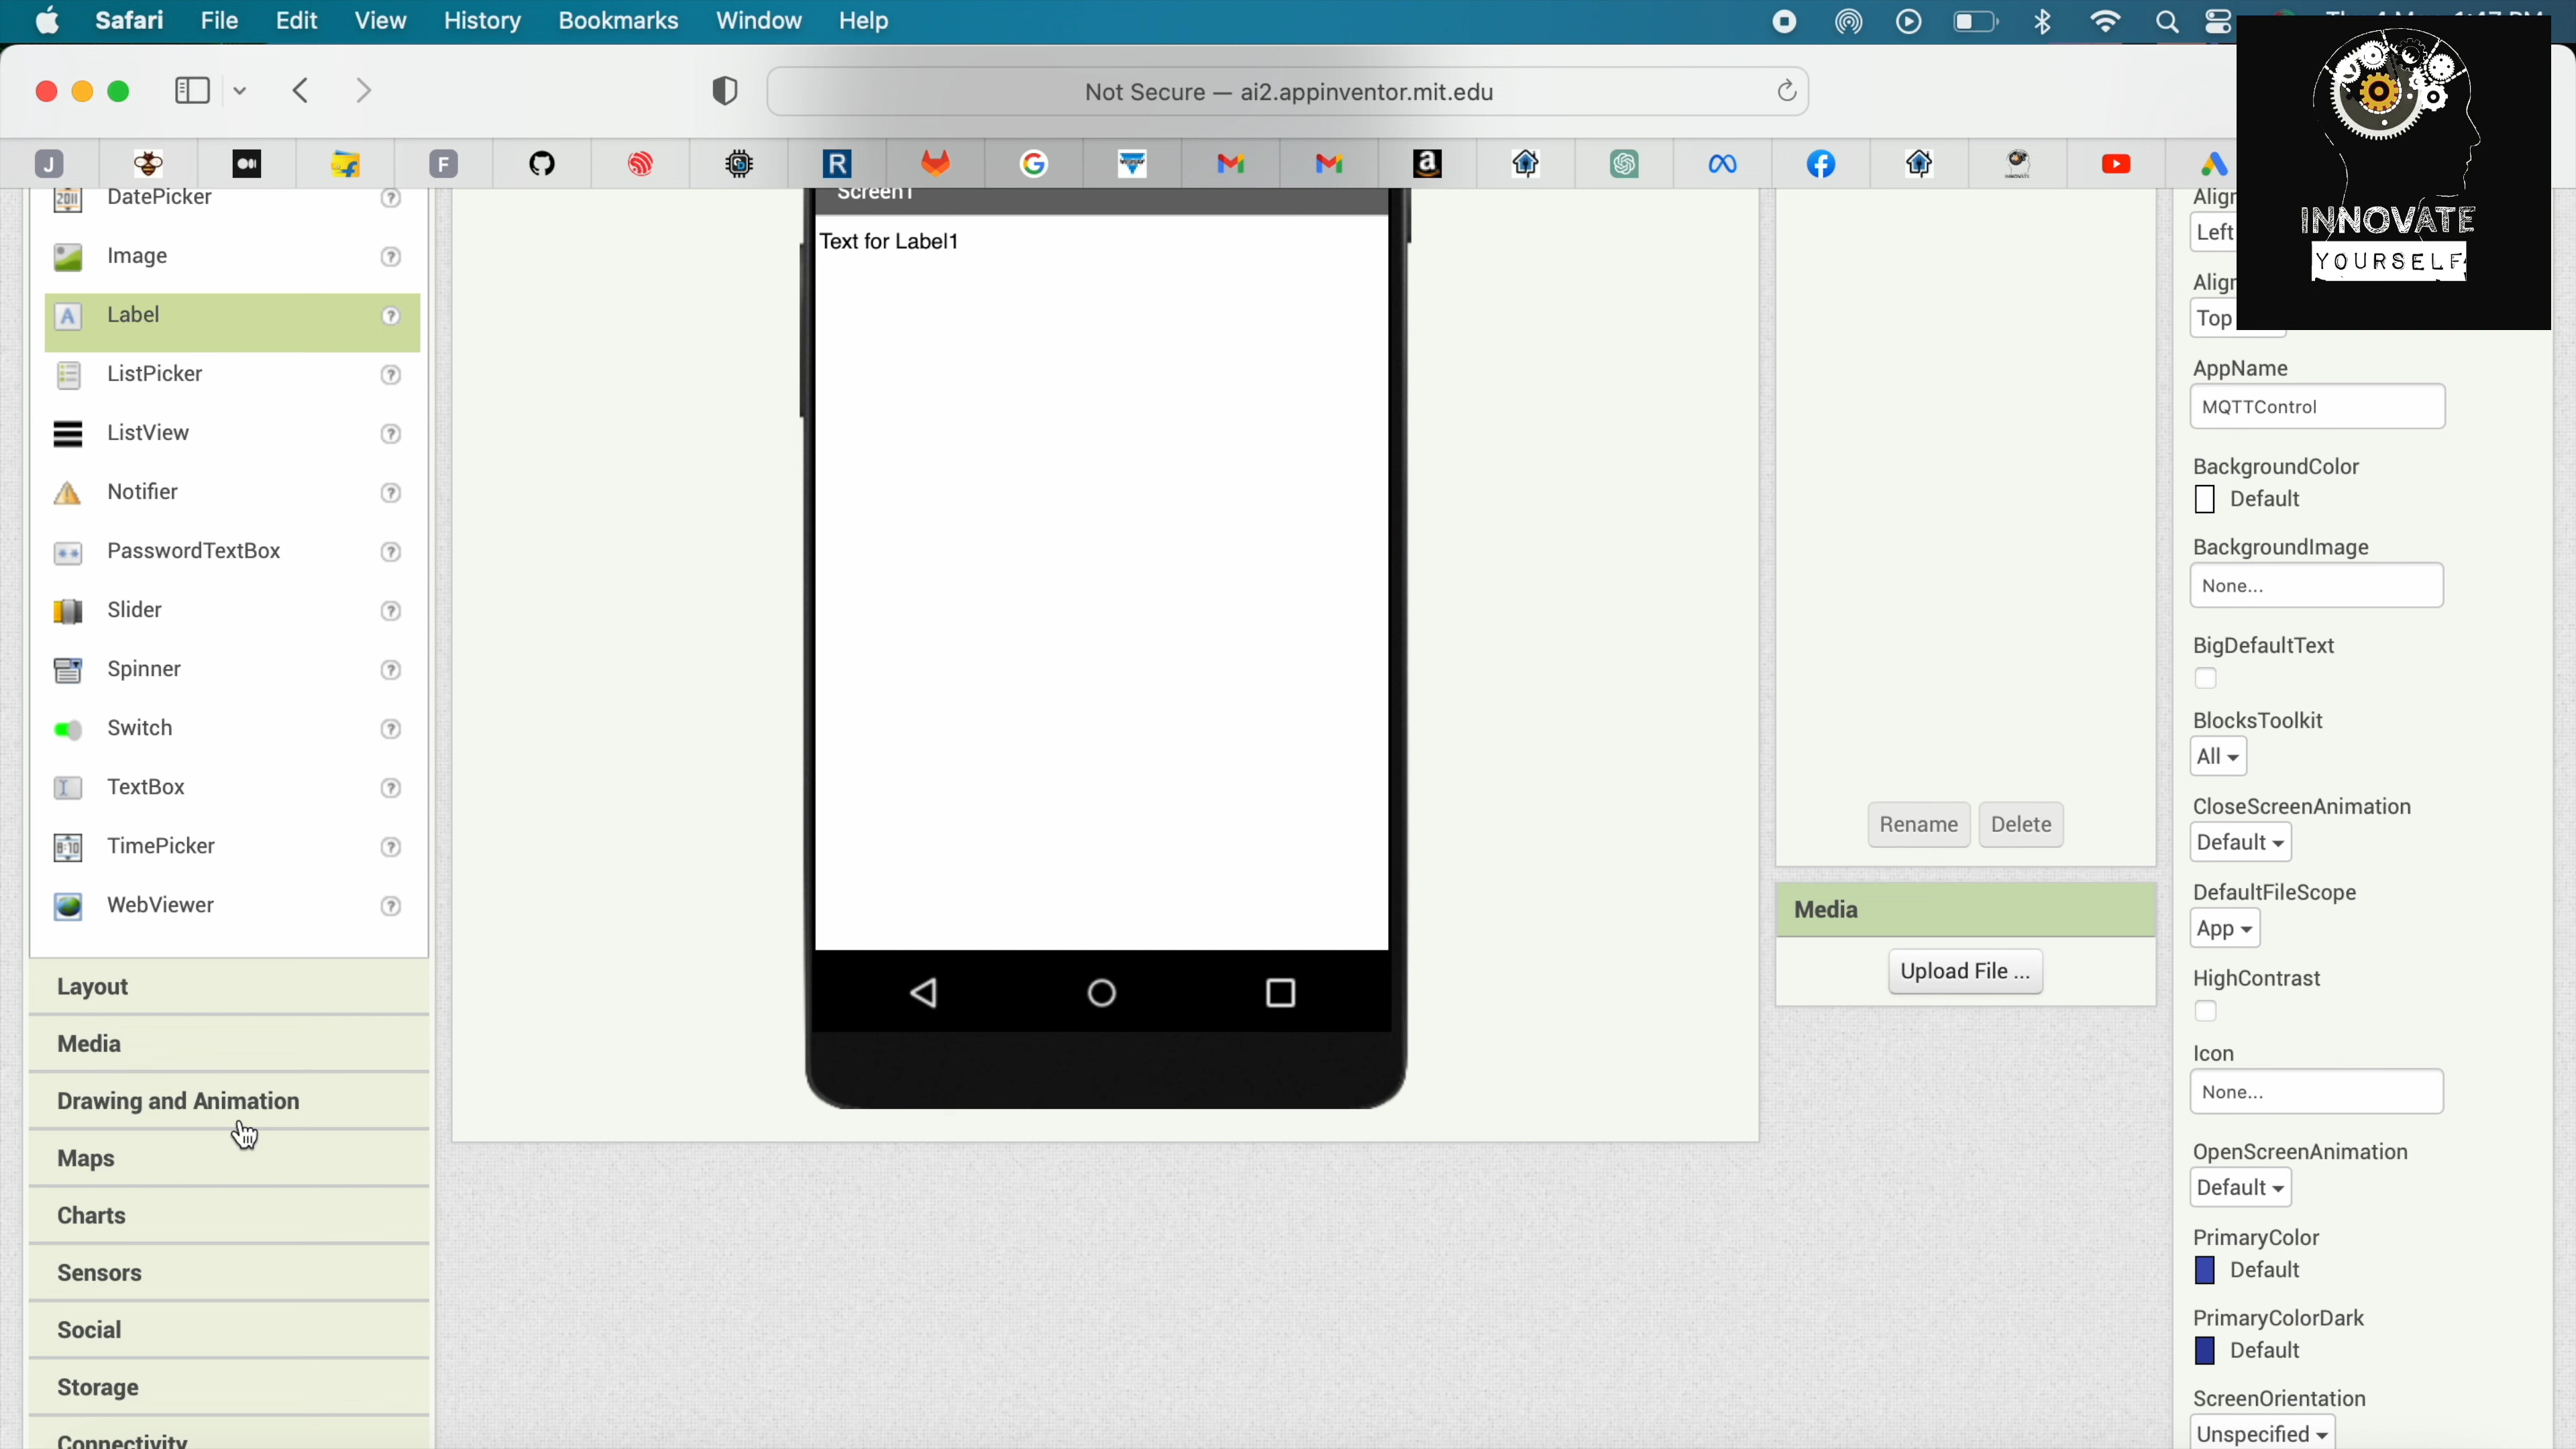 Safari File Edit View History Bookmarks Window Help
Not Secure — ai2.appinventor.mit.edu
J
F
R
a
INNOVATE
YOURSELF
DatePicker
Image
Label
ListPicker
ListView
Notifier
PasswordTextBox
Slider
Spinner
Switch
TextBox
TimePicker
WebViewer
Layout
Media
Drawing and Animation
Maps
Charts
Sensors
Social
Storage
Connectivity
Screen1
Text for Label1
Rename Delete
Media
Upload File ...
Left
Top
AppName
MQTTControl
BackgroundColor
Default
BackgroundImage
None...
BigDefaultText
BlocksToolkit
All
CloseScreenAnimation
Default
DefaultFileScope
App
HighContrast
Icon
None...
OpenScreenAnimation
Default
PrimaryColor
Default
PrimaryColorDark
Default
ScreenOrientation
Unspecified